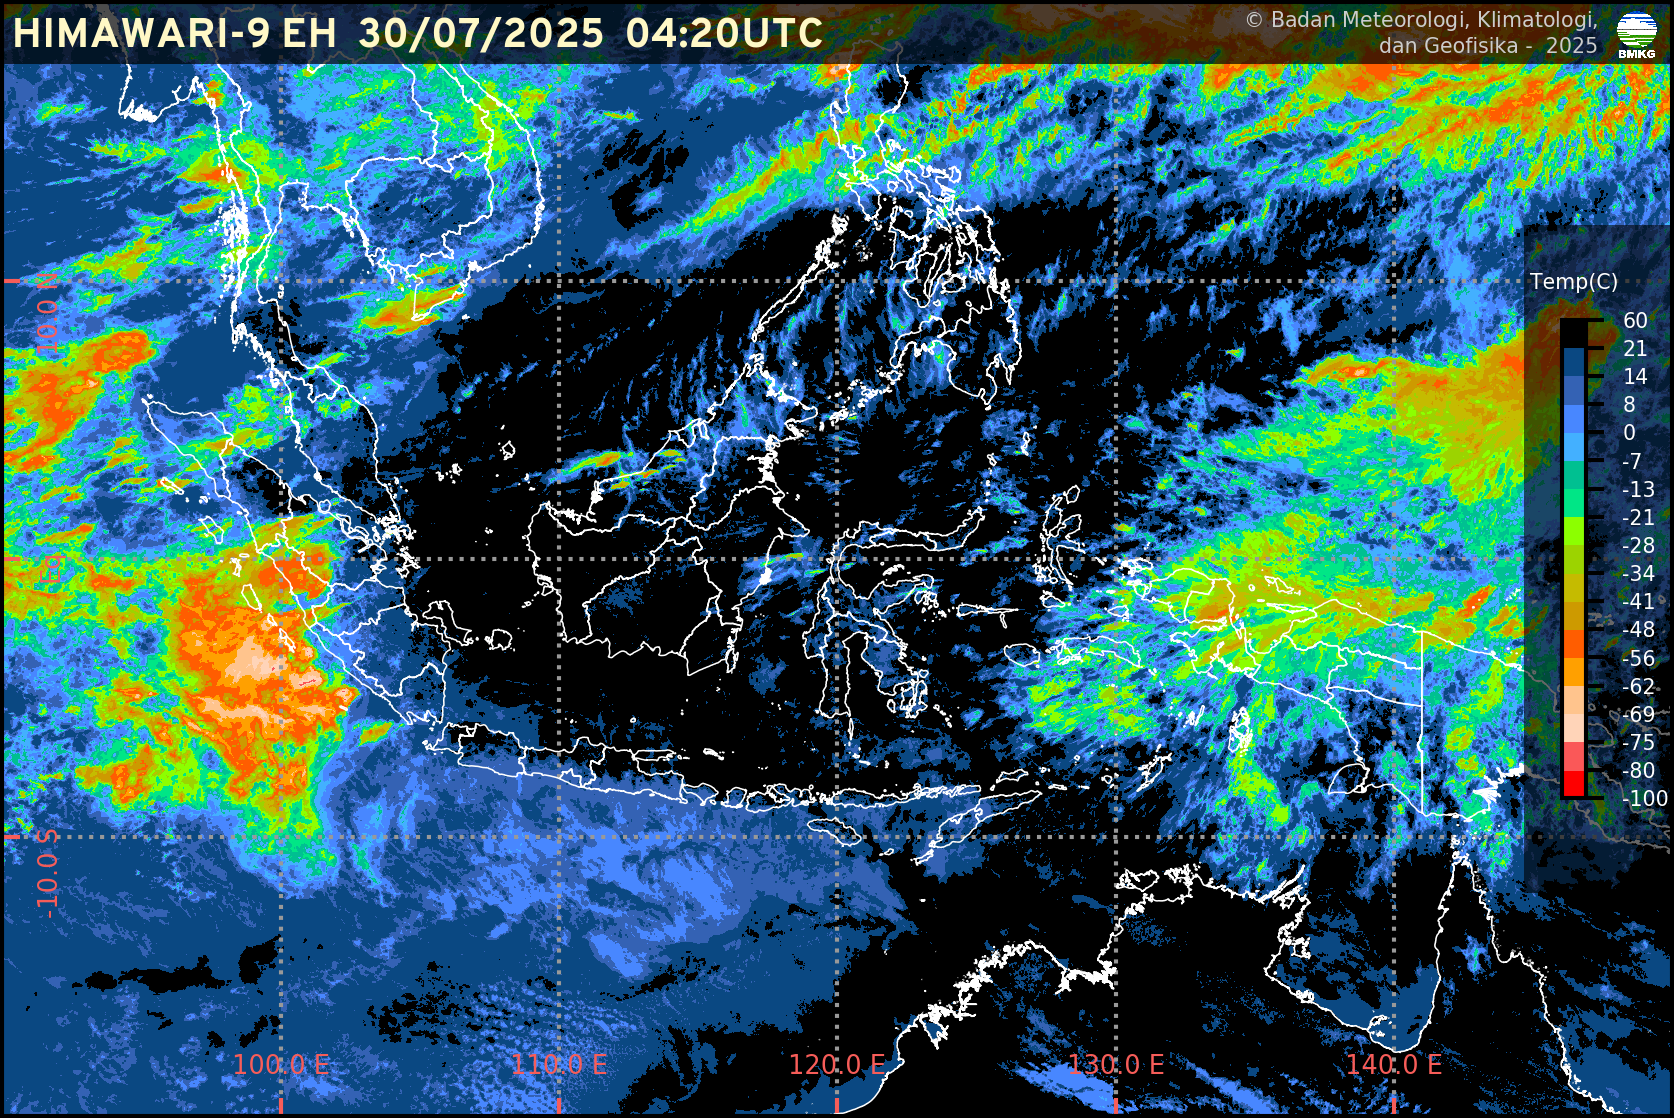 HIMAWARI-9 EH 30/07/2025 04:20UTC
© Badan Meteorologi, Klimatologi,
dan Geofisika - 2025
BMKG
Temp(C)
60
21
14
8
0
-7
-13
-21
-28
-34
-41
-48
-56
-62
-69
-75
-80
-100
10.0 N
EQ
-10.0 S
100.0 E
110.0 E
120.0 E
130.0 E
140.0 E